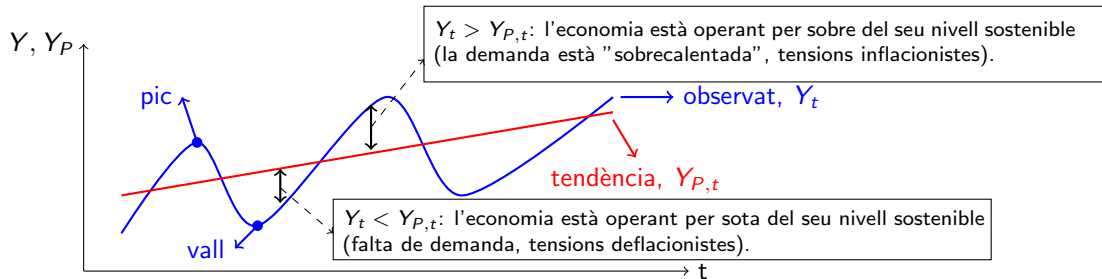 Y_t > Y_{P,t}: l'economia està operant per sobre del seu nivell sostenible
(la demanda està "sobrecalentada", tensions inflacionistes).
Y, Y_P
pic
observat, Y_t
tendència, Y_{P,t}
Y_t < Y_{P,t}: l'economia està operant per sota del seu nivell sostenible
(falta de demanda, tensions deflacionistes).
vall
t